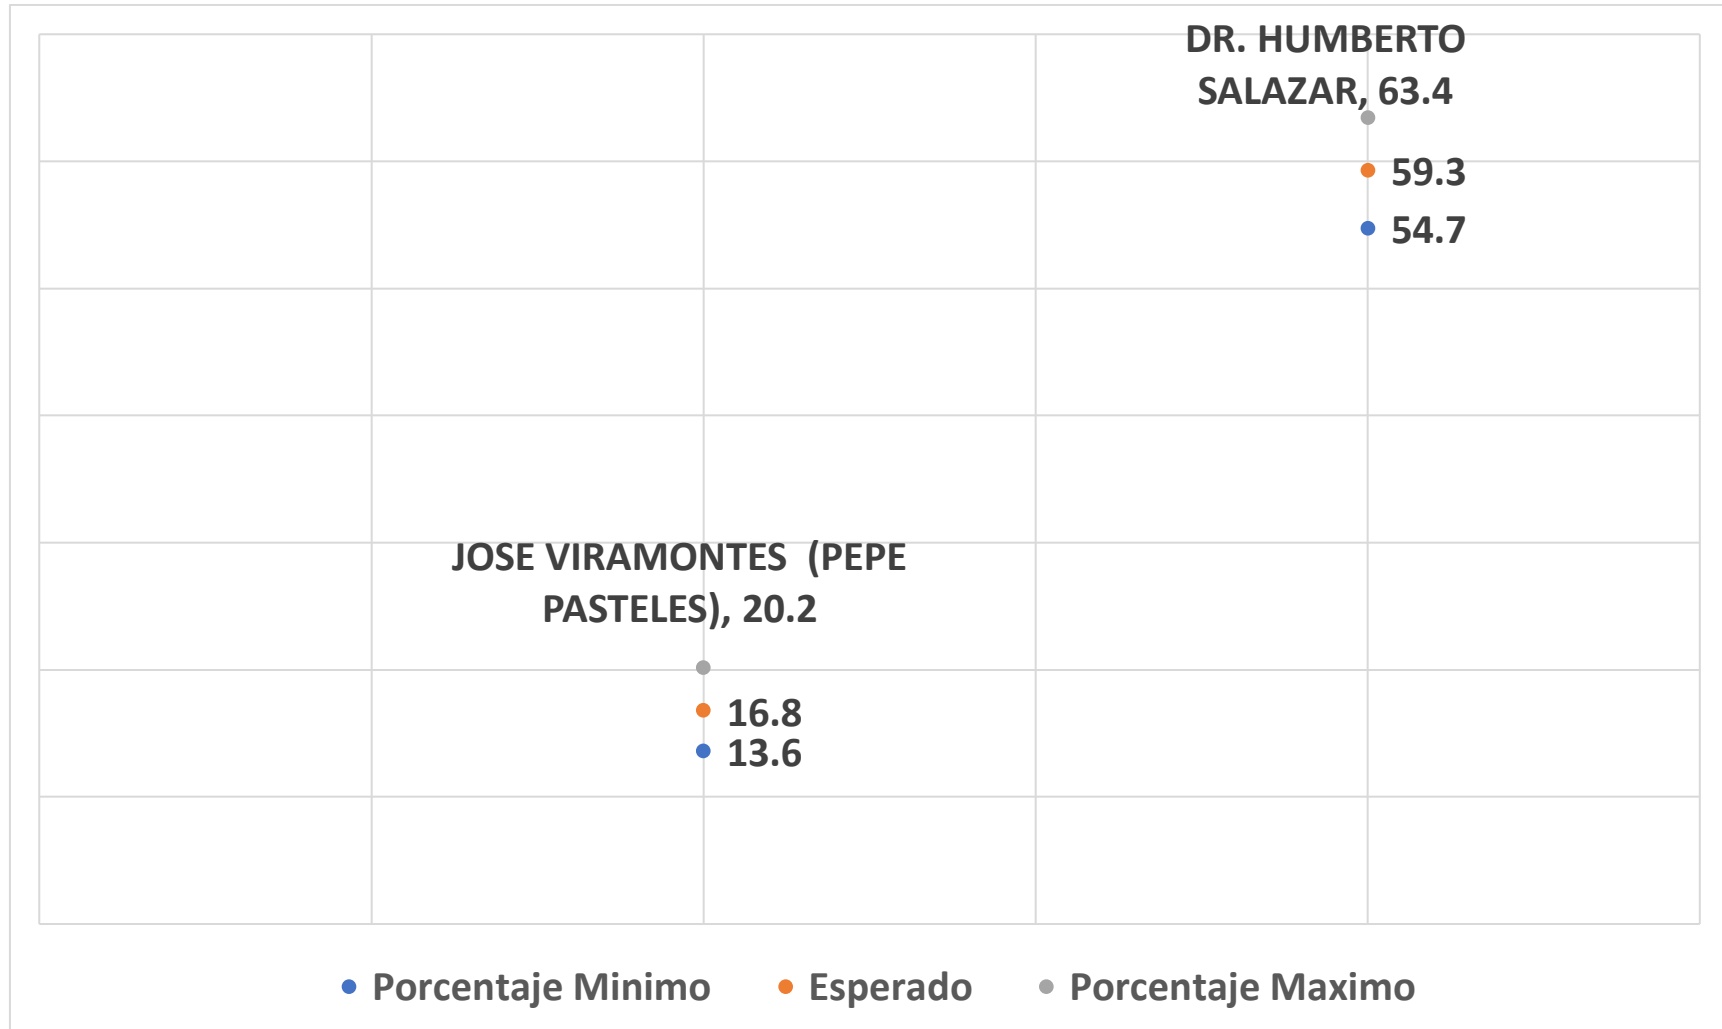 DR. HUMBERTO
SALAZAR, 63.4
59.3
54.7
JOSE VIRAMONTES  (PEPE
PASTELES), 20.2
16.8
13.6
Porcentaje Minimo
Esperado
Porcentaje Maximo